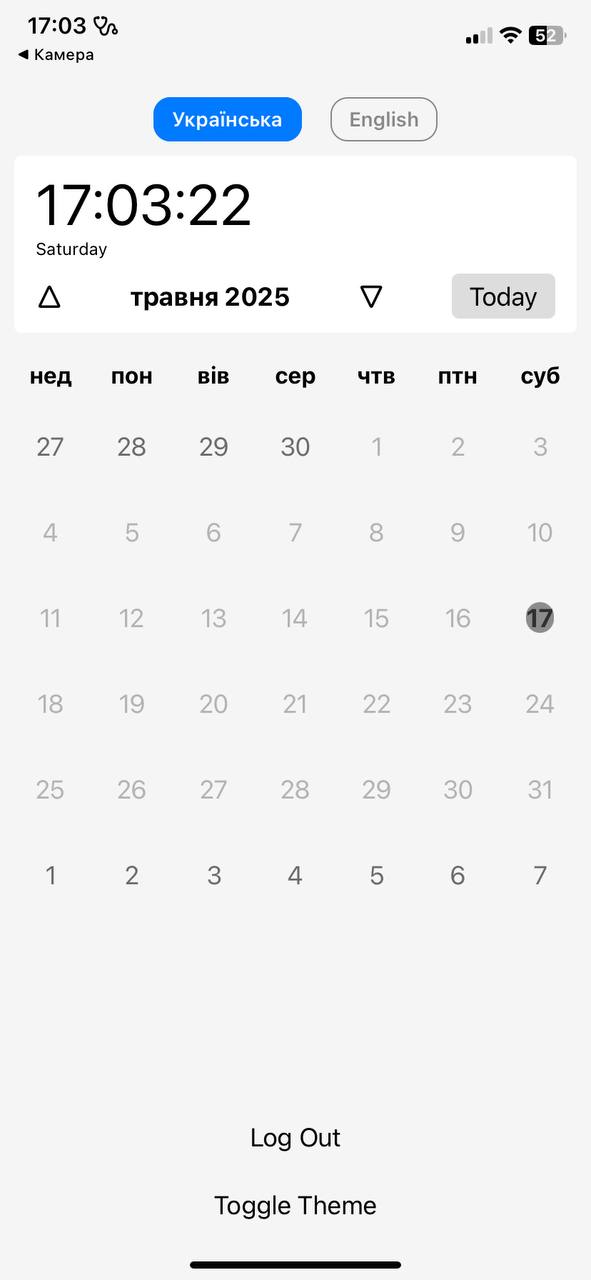 17:03
◀ Камера
52
Українська English
17:03:22
Saturday
травня 2025 Today
нед пон вів сер чтв птн суб
27 28 29 30 1 2 3
4 5 6 7 8 9 10
11 12 13 14 15 16 17
18 19 20 21 22 23 24
25 26 27 28 29 30 31
1 2 3 4 5 6 7
Log Out
Toggle Theme